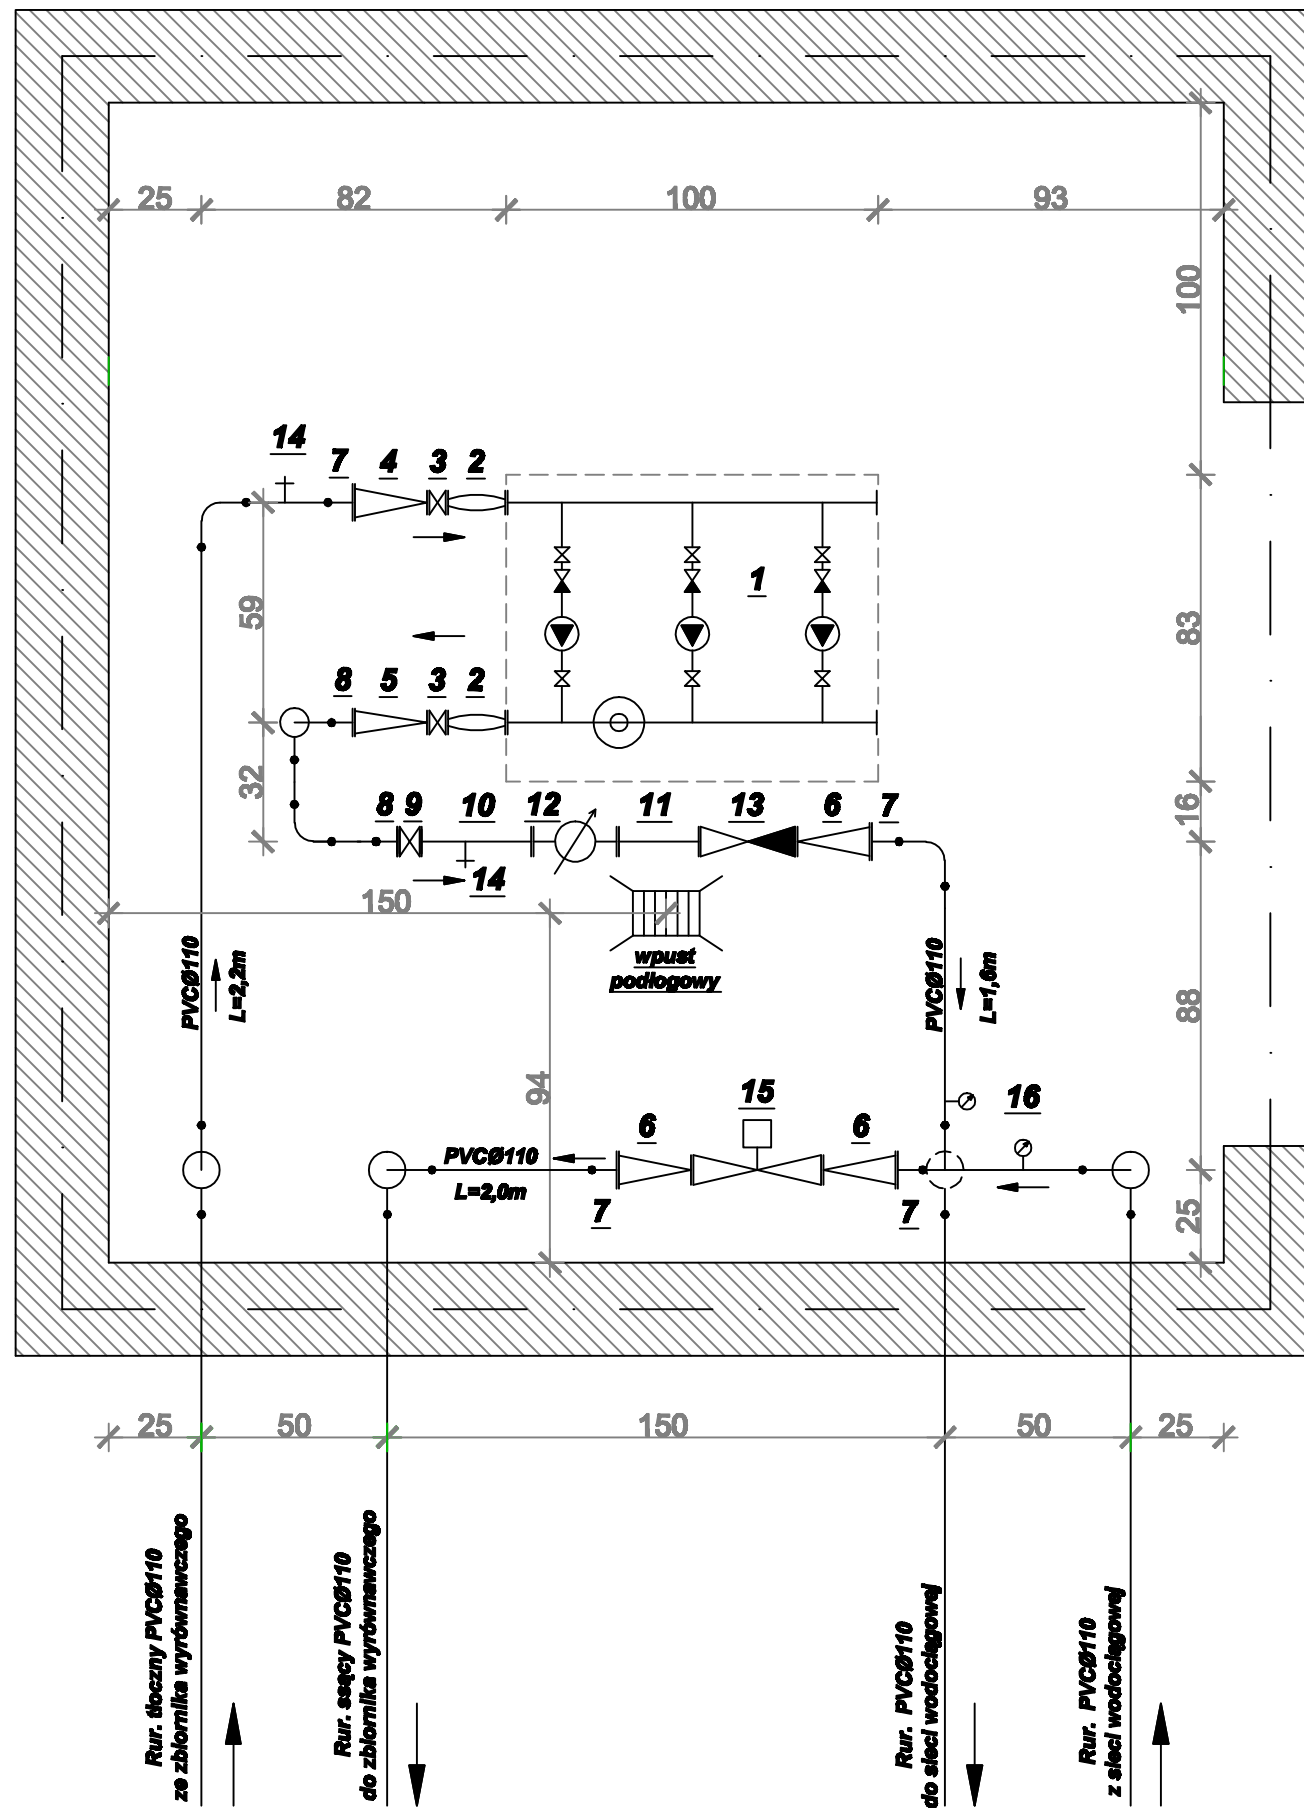 25
82
100
93
100
14
7
4
3
2
1
59
83
8
5
3
2
32
8
9
10
12
11
13
6
7
16
14
150
wpust
podłogowy
PVCØ110
L=2,2m
PVCØ110
L=1,6m
88
94
15
16
6
6
PVCØ110
L=2,0m
7
7
25
25
50
150
50
25
Rur. tłoczny PVCØ110
ze zbiornika wyrównawczego
Rur. ssący PVCØ110
do zbiornika wyrównawczego
Rur. PVCØ110
do sieci wodociągowej
Rur. PVCØ110
z sieci wodociągowej